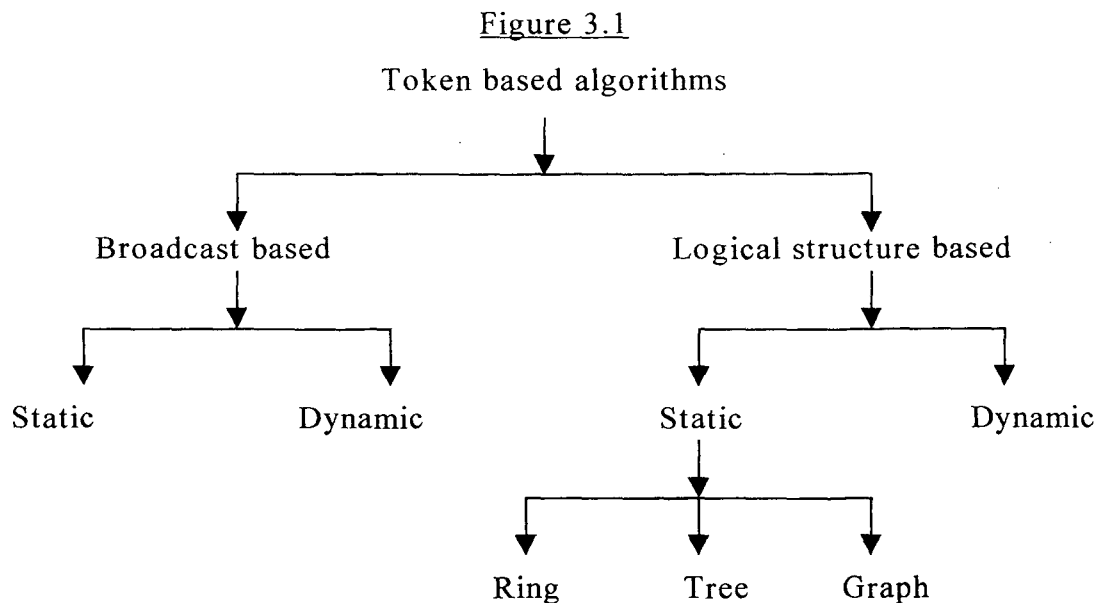 Figure 3.1
Token based algorithms
Broadcast based
Logical structure based
Static
Dynamic
Static
Dynamic
Ring
Tree
Graph